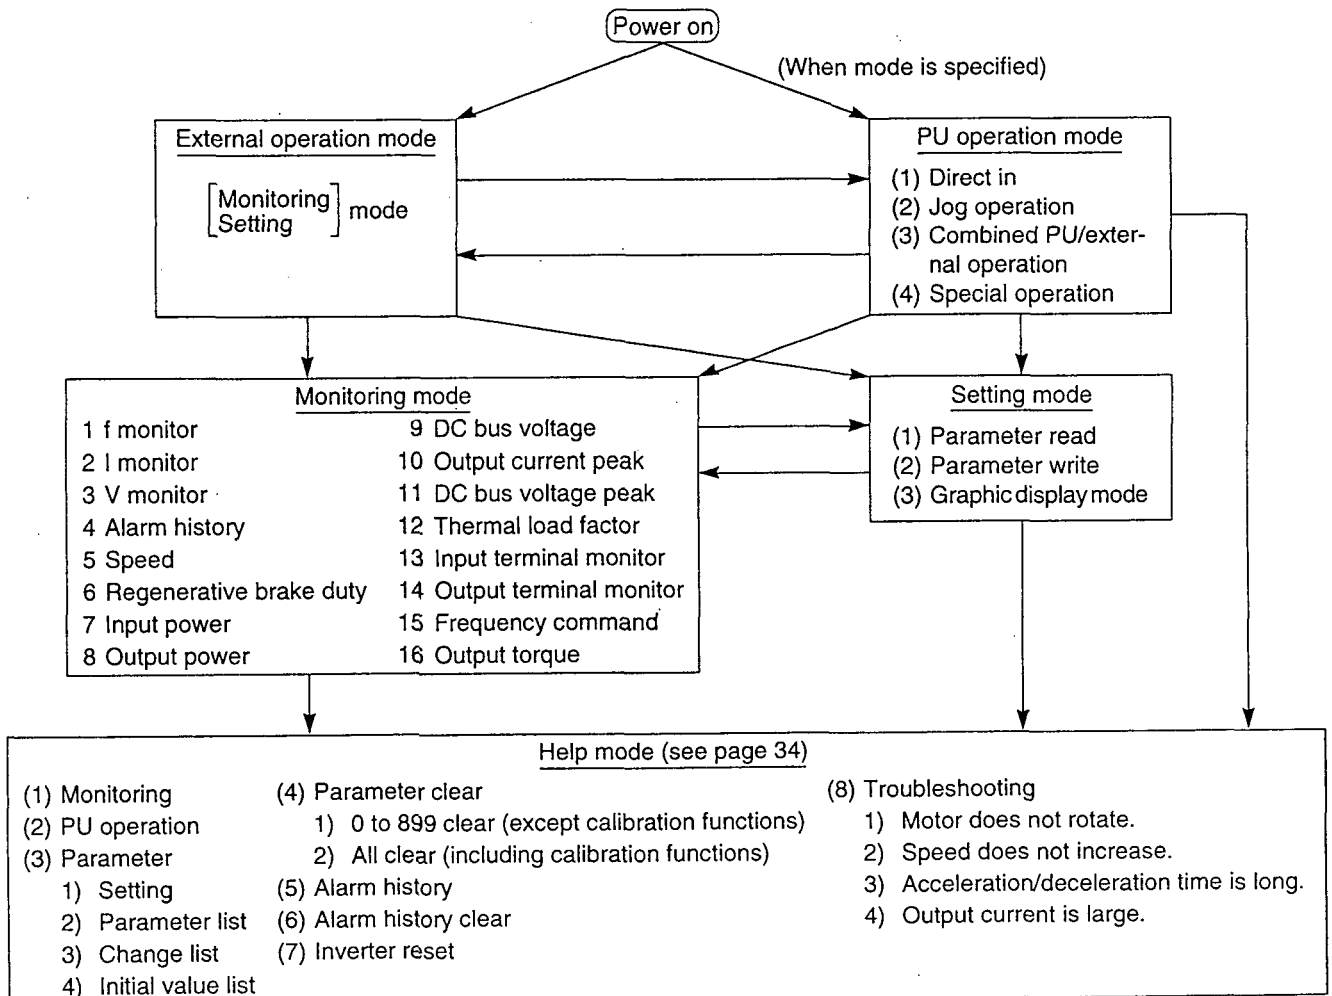 Power on
(When mode is specified)
External operation mode
Monitoring
Setting
mode
PU operation mode
(1) Direct in
(2) Jog operation
(3) Combined PU/exter-
nal operation
(4) Special operation
Monitoring mode
1 f monitor
2 I monitor
3 V monitor
4 Alarm history
5 Speed
6 Regenerative brake duty
7 Input power
8 Output power
9 DC bus voltage
10 Output current peak
11 DC bus voltage peak
12 Thermal load factor
13 Input terminal monitor
14 Output terminal monitor
15 Frequency command
16 Output torque
Setting mode
(1) Parameter read
(2) Parameter write
(3) Graphic display mode
Help mode (see page 34)
(1) Monitoring
(2) PU operation
(3) Parameter
1) Setting
2) Parameter list
3) Change list
4) Initial value list
(4) Parameter clear
1) 0 to 899 clear (except calibration functions)
2) All clear (including calibration functions)
(5) Alarm history
(6) Alarm history clear
(7) Inverter reset
(8) Troubleshooting
1) Motor does not rotate.
2) Speed does not increase.
3) Acceleration/deceleration time is long.
4) Output current is large.